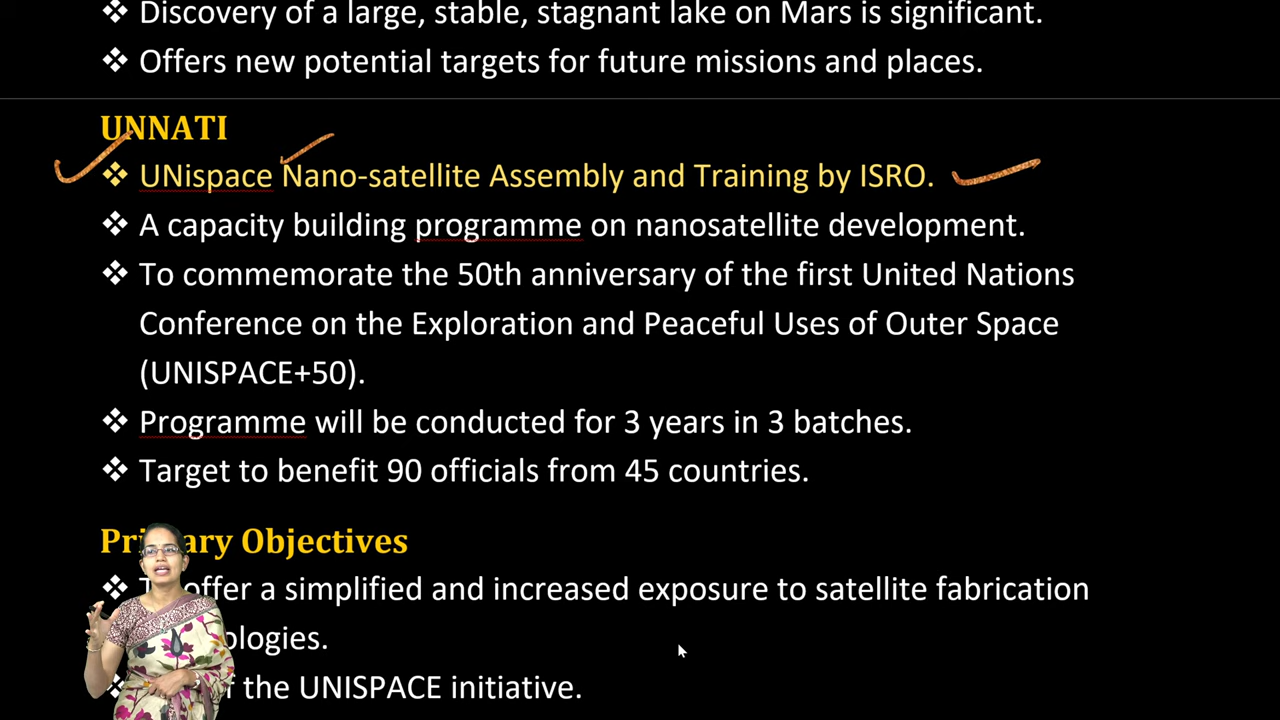 ❖ Discovery of a large, stable, stagnant lake on Mars is significant.
❖ Offers new potential targets for future missions and places.
UNNATI
❖ UNispace Nano-satellite Assembly and Training by ISRO.
❖ A capacity building programme on nanosatellite development.
❖ To commemorate the 50th anniversary of the first United Nations
Conference on the Exploration and Peaceful Uses of Outer Space
(UNISPACE+50).
❖ Programme will be conducted for 3 years in 3 batches.
❖ Target to benefit 90 officials from 45 countries.
Primary Objectives
❖ To offer a simplified and increased exposure to satellite fabrication
ologies.
the UNISPACE initiative.